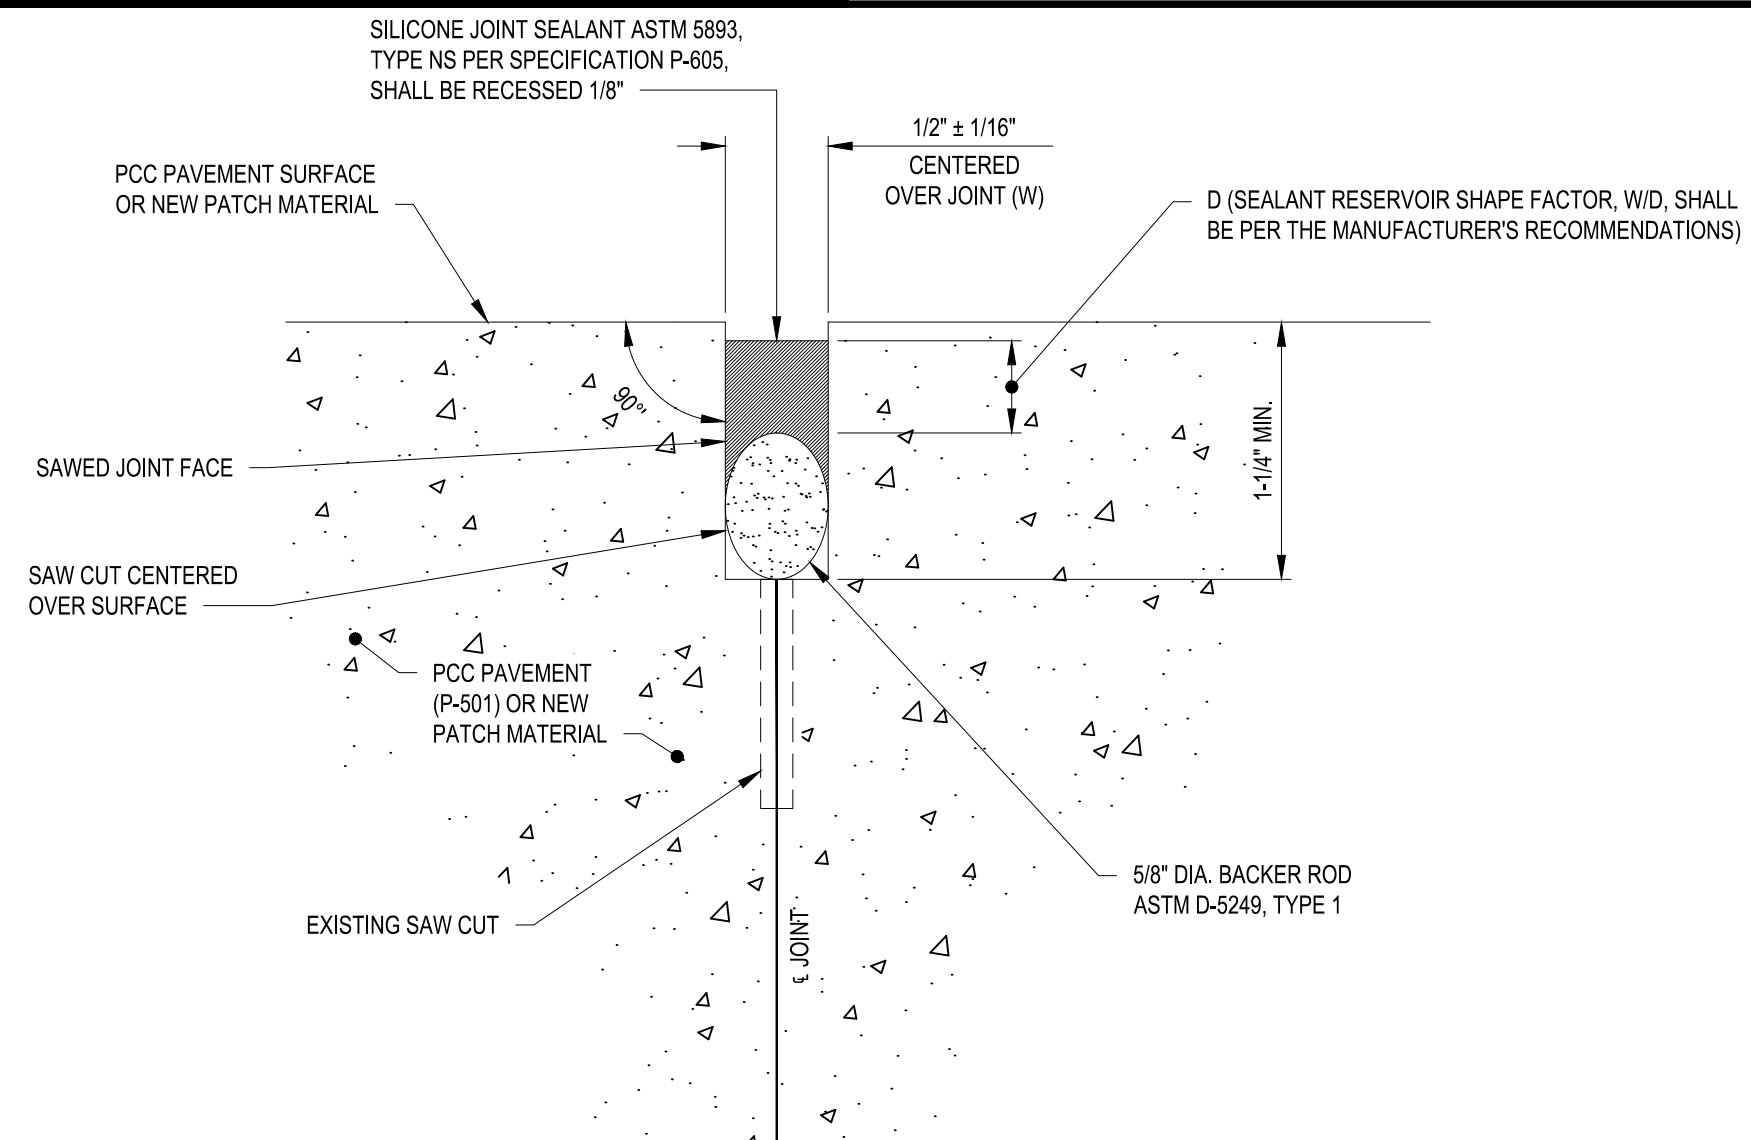 SILICONE JOINT SEALANT ASTM 5893,
TYPE NS PER SPECIFICATION P-605,
SHALL BE RECESSED 1/8"
1/2" ± 1/16"
CENTERED
OVER JOINT (W)
PCC PAVEMENT SURFACE
OR NEW PATCH MATERIAL
D (SEALANT RESERVOIR SHAPE FACTOR, W/D, SHALL
BE PER THE MANUFACTURER'S RECOMMENDATIONS)
90°'
1-1/4" MIN.
SAWED JOINT FACE
SAW CUT CENTERED
OVER SURFACE
PCC PAVEMENT
(P-501) OR NEW
PATCH MATERIAL
EXISTING SAW CUT
℄ JOINT
5/8" DIA. BACKER ROD
ASTM D-5249, TYPE 1